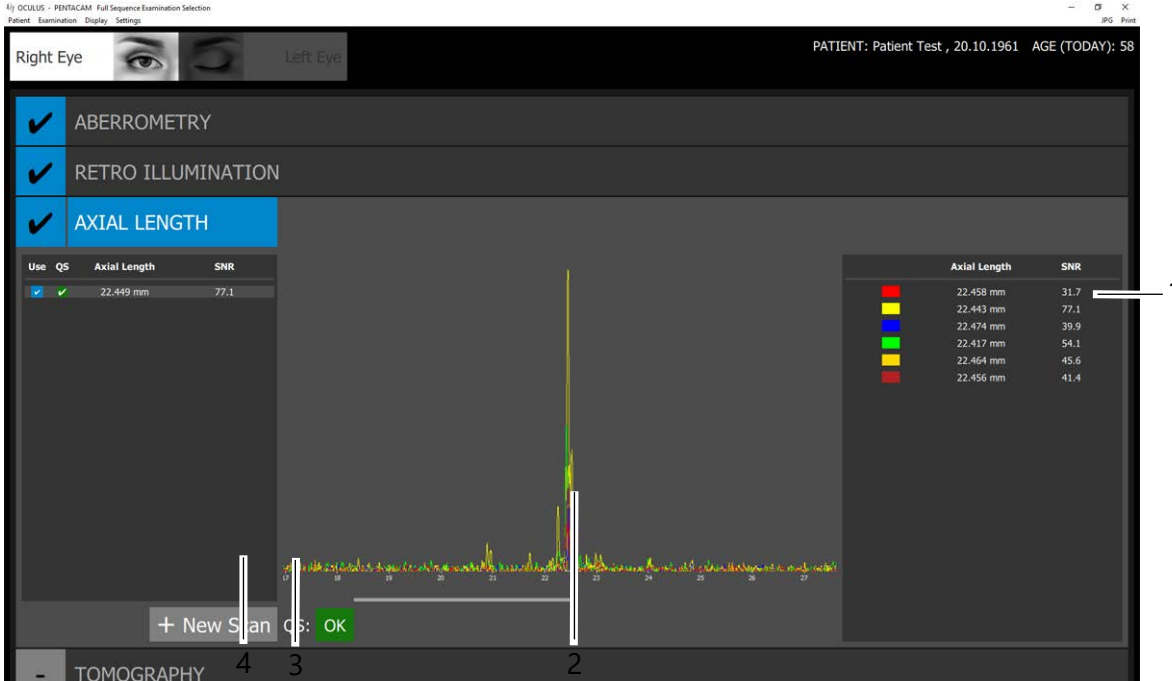 OCULUS - PENTACAM Full Sequence Examination Selection
Patient Examination Display Settings JPG Print
Right Eye Left Eye PATIENT: Patient Test , 20.10.1961 AGE (TODAY): 58
✔ ABERROMETRY
✔ RETRO ILLUMINATION
✔ AXIAL LENGTH
Use QS Axial Length SNR
22.449 mm 77.1
Axial Length SNR
22.458 mm 31.7
22.443 mm 77.1
22.474 mm 39.9
22.417 mm 54.1
22.464 mm 45.6
22.456 mm 41.4
17 18 19 20 21 22 23 24 25 26 27
+ New Scan QS: OK
4 3 2
- TOMOGRAPHY